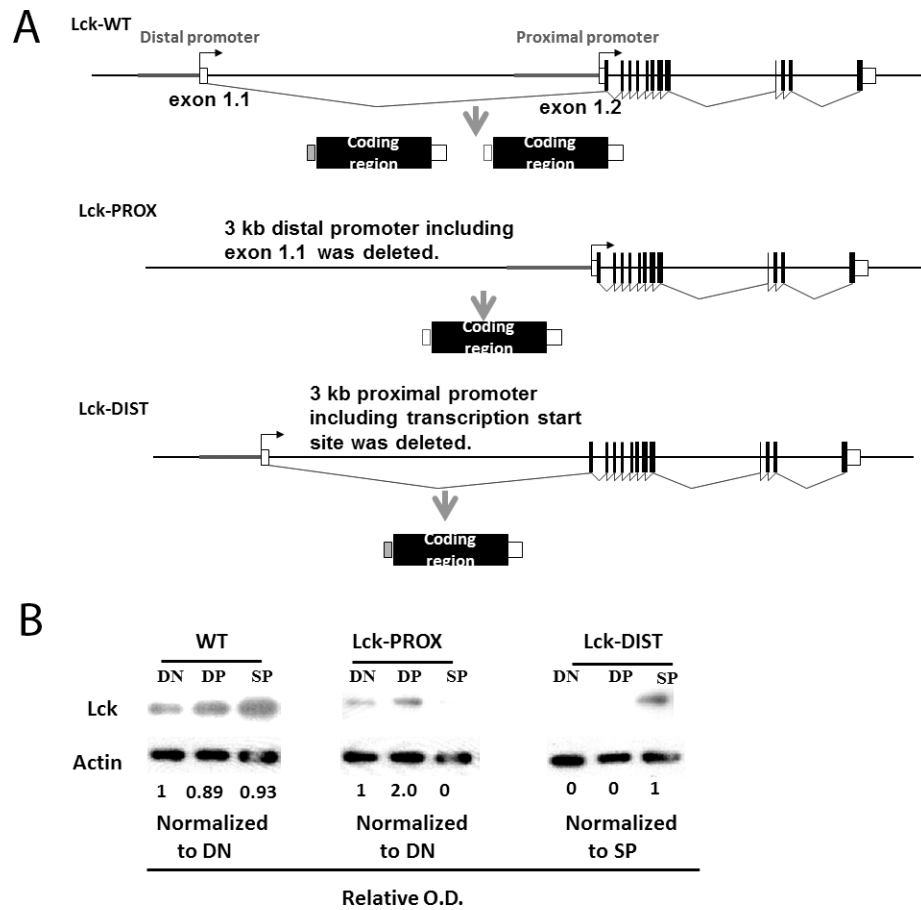 A
Lck-WT
Distal promoter
Proximal promoter
exon 1.1
exon 1.2
Coding region
Coding region
Lck-PROX
3 kb distal promoter including
exon 1.1 was deleted.
Coding region
Lck-DIST
3 kb proximal promoter
including transcription start
site was deleted.
Coding region
B
WT
Lck-PROX
Lck-DIST
DN DP SP
DN DP SP
DN DP SP
Lck
Actin
1 0.89 0.93
1 2.0 0
0 0 1
Normalized
to DN
Normalized
to DN
Normalized
to SP
Relative O.D.